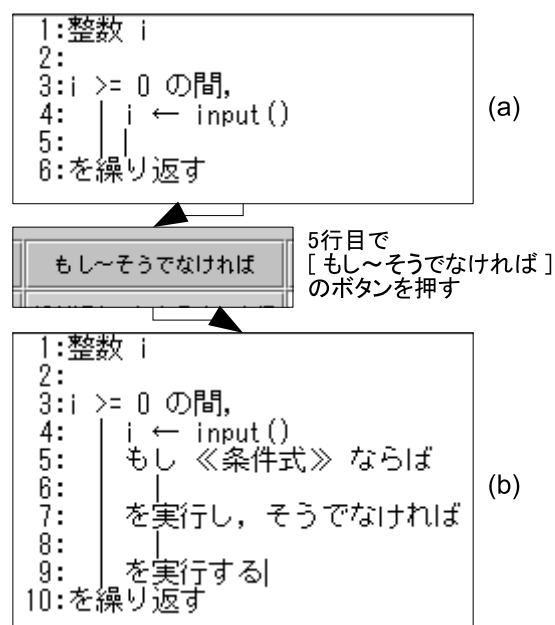 1:整数 i
2:
3:i >= 0 の間,
4: | i ← input()
5: | |
6:を繰り返す
(a)
もし~そうでなければ
5行目で
[ もし~そうでなければ ]
のボタンを押す
1:整数 i
2:
3:i >= 0 の間,
4: | i ← input()
5: | もし ≪条件式≫ ならば
6: | |
7: | を実行し, そうでなければ
8: | |
9: | を実行する|
10:を繰り返す
(b)